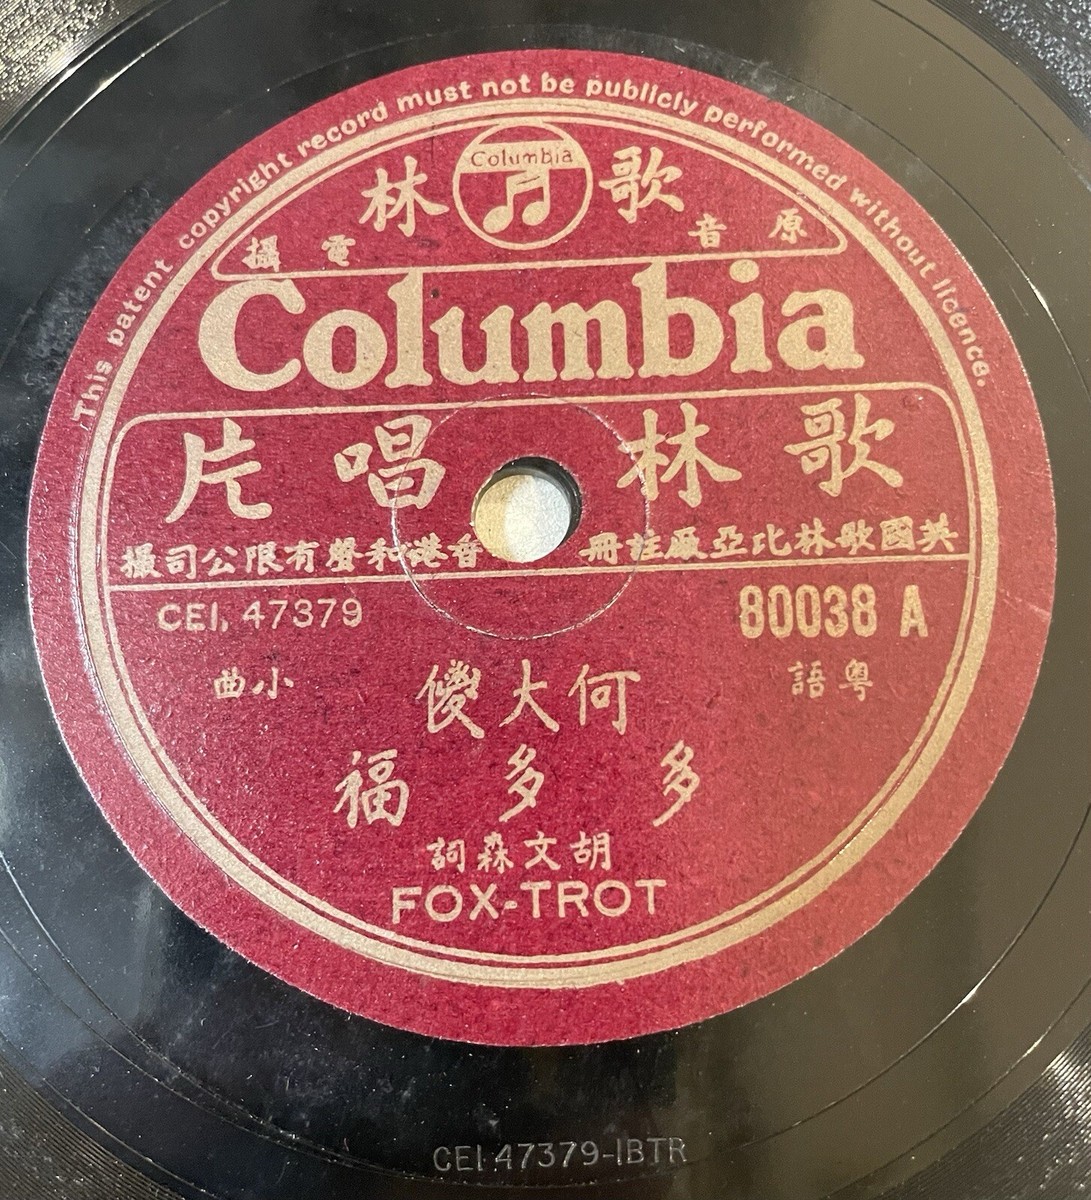 This patent copyright record must not be publicly performed without licence.
Columbia
歌林
原音電攝
Columbia
歌林唱片
英國歌林比亞厰註冊 香港和聲有限公司攝
CEI, 47379
80038 A
粵語 小曲
何大儍
多多福
胡文森詞
FOX-TROT
CEI 47379-1BTR